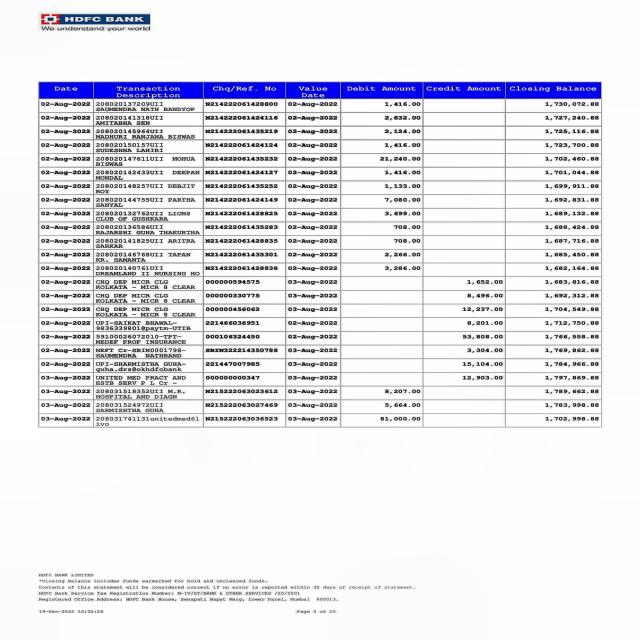 HDFC BANK
We understand your world
Date Transaction Description Chq/Ref. No Value Date Debit Amount Credit Amount Closing Balance
02-Aug-2022 208020137209UII N214222061428800 02-Aug-2022 1,416.00 1,730,072.88
SAUMENDRA NATH BANDYOP
02-Aug-2022 208020141318UII N214222061424116 02-Aug-2022 2,832.00 1,727,240.88
AMITABHA SEN
02-Aug-2022 208020145964UII N214222061435219 02-Aug-2022 2,124.00 1,725,116.88
MADHURI RANJANA BISWAS
02-Aug-2022 208020150157UII N214222061424124 02-Aug-2022 1,416.00 1,723,700.88
SUDESHNA LAHIRI
02-Aug-2022 208020147611UII MOHUA N214222061435232 02-Aug-2022 21,240.00 1,702,460.88
BISWAS
02-Aug-2022 208020142433UII DEEPAN N214222061424127 02-Aug-2022 1,416.00 1,701,044.88
MONDAL
02-Aug-2022 208020148257UII DEBJIT N214222061435252 02-Aug-2022 1,133.00 1,699,911.88
ROY
02-Aug-2022 208020144755UII PARTHA N214222061424149 02-Aug-2022 7,080.00 1,692,831.88
SANYAL
02-Aug-2022 208020132762UII LIONS N214222061428825 02-Aug-2022 3,699.00 1,689,132.88
CLUB OF GUSHKARA
02-Aug-2022 208020136586UII N214222061435283 02-Aug-2022 708.00 1,688,424.88
RAJARSHI GUHA THAKURTHA
02-Aug-2022 208020141825UII ARITRA N214222061428835 02-Aug-2022 708.00 1,687,716.88
SARKAR
02-Aug-2022 208020146768UII TAPAN N214222061435301 02-Aug-2022 2,266.00 1,685,450.88
KR. SAMANTA
02-Aug-2022 208020140761UII N214222061428838 02-Aug-2022 3,286.00 1,682,164.88
DREAMLAND II NURSING HO
02-Aug-2022 CHQ DEP MICR CLG 000000594575 03-Aug-2022 1,652.00 1,683,816.88
KOLKATA - MICR 8 CLEAR
02-Aug-2022 CHQ DEP MICR CLG 000000330775 03-Aug-2022 8,496.00 1,692,312.88
KOLKATA - MICR 8 CLEAR
02-Aug-2022 CHQ DEP MICR CLG 000000456062 03-Aug-2022 12,237.00 1,704,549.88
KOLKATA - MICR 8 CLEAR
02-Aug-2022 UPI-SAIKAT BHAWAL- 221466036951 02-Aug-2022 8,201.00 1,712,750.88
9836339801@paytm-UTIB
02-Aug-2022 59100026072010-TPT- 000106324450 02-Aug-2022 53,808.00 1,766,558.88
MEDEF PROF INSURANCE
02-Aug-2022 NEFT Cr-SBIN0001798- SBIN322214350788 02-Aug-2022 3,304.00 1,769,862.88
SAUMENDRA NATHBAND
02-Aug-2022 UPI-SHARMISTHA GUHA- 221447007985 03-Aug-2022 15,104.00 1,784,966.88
guha.drs@okhdfcbank
03-Aug-2022 UNITED MED PRACT AND 000000000347 03-Aug-2022 12,903.00 1,797,869.88
ESTB SERV P L Cr -
03-Aug-2022 208031518352UII M.R. N215222063023612 03-Aug-2022 8,207.00 1,789,662.88
HOSPITAL AND DIAGN
03-Aug-2022 208031524972UII N215222063027469 03-Aug-2022 5,664.00 1,783,998.88
SARMISHTHA GUHA
03-Aug-2022 208031741131unitedmed61 N215222063036523 03-Aug-2022 81,000.00 1,702,998.88
ivo
HDFC BANK LIMITED
*Closing Balance includes funds earmarked for hold and uncleared funds.
Contents of this statement will be considered correct if no error is reported within 30 days of receipt of statement.
HDFC Bank Service Tax Registration Number: M-IV/ST/BANK & OTHER SERVICES /20/2001
Registered Office Address: HDFC Bank House, Senapati Bapat Marg, Lower Parel, Mumbai 400013.
Page 3 of 20